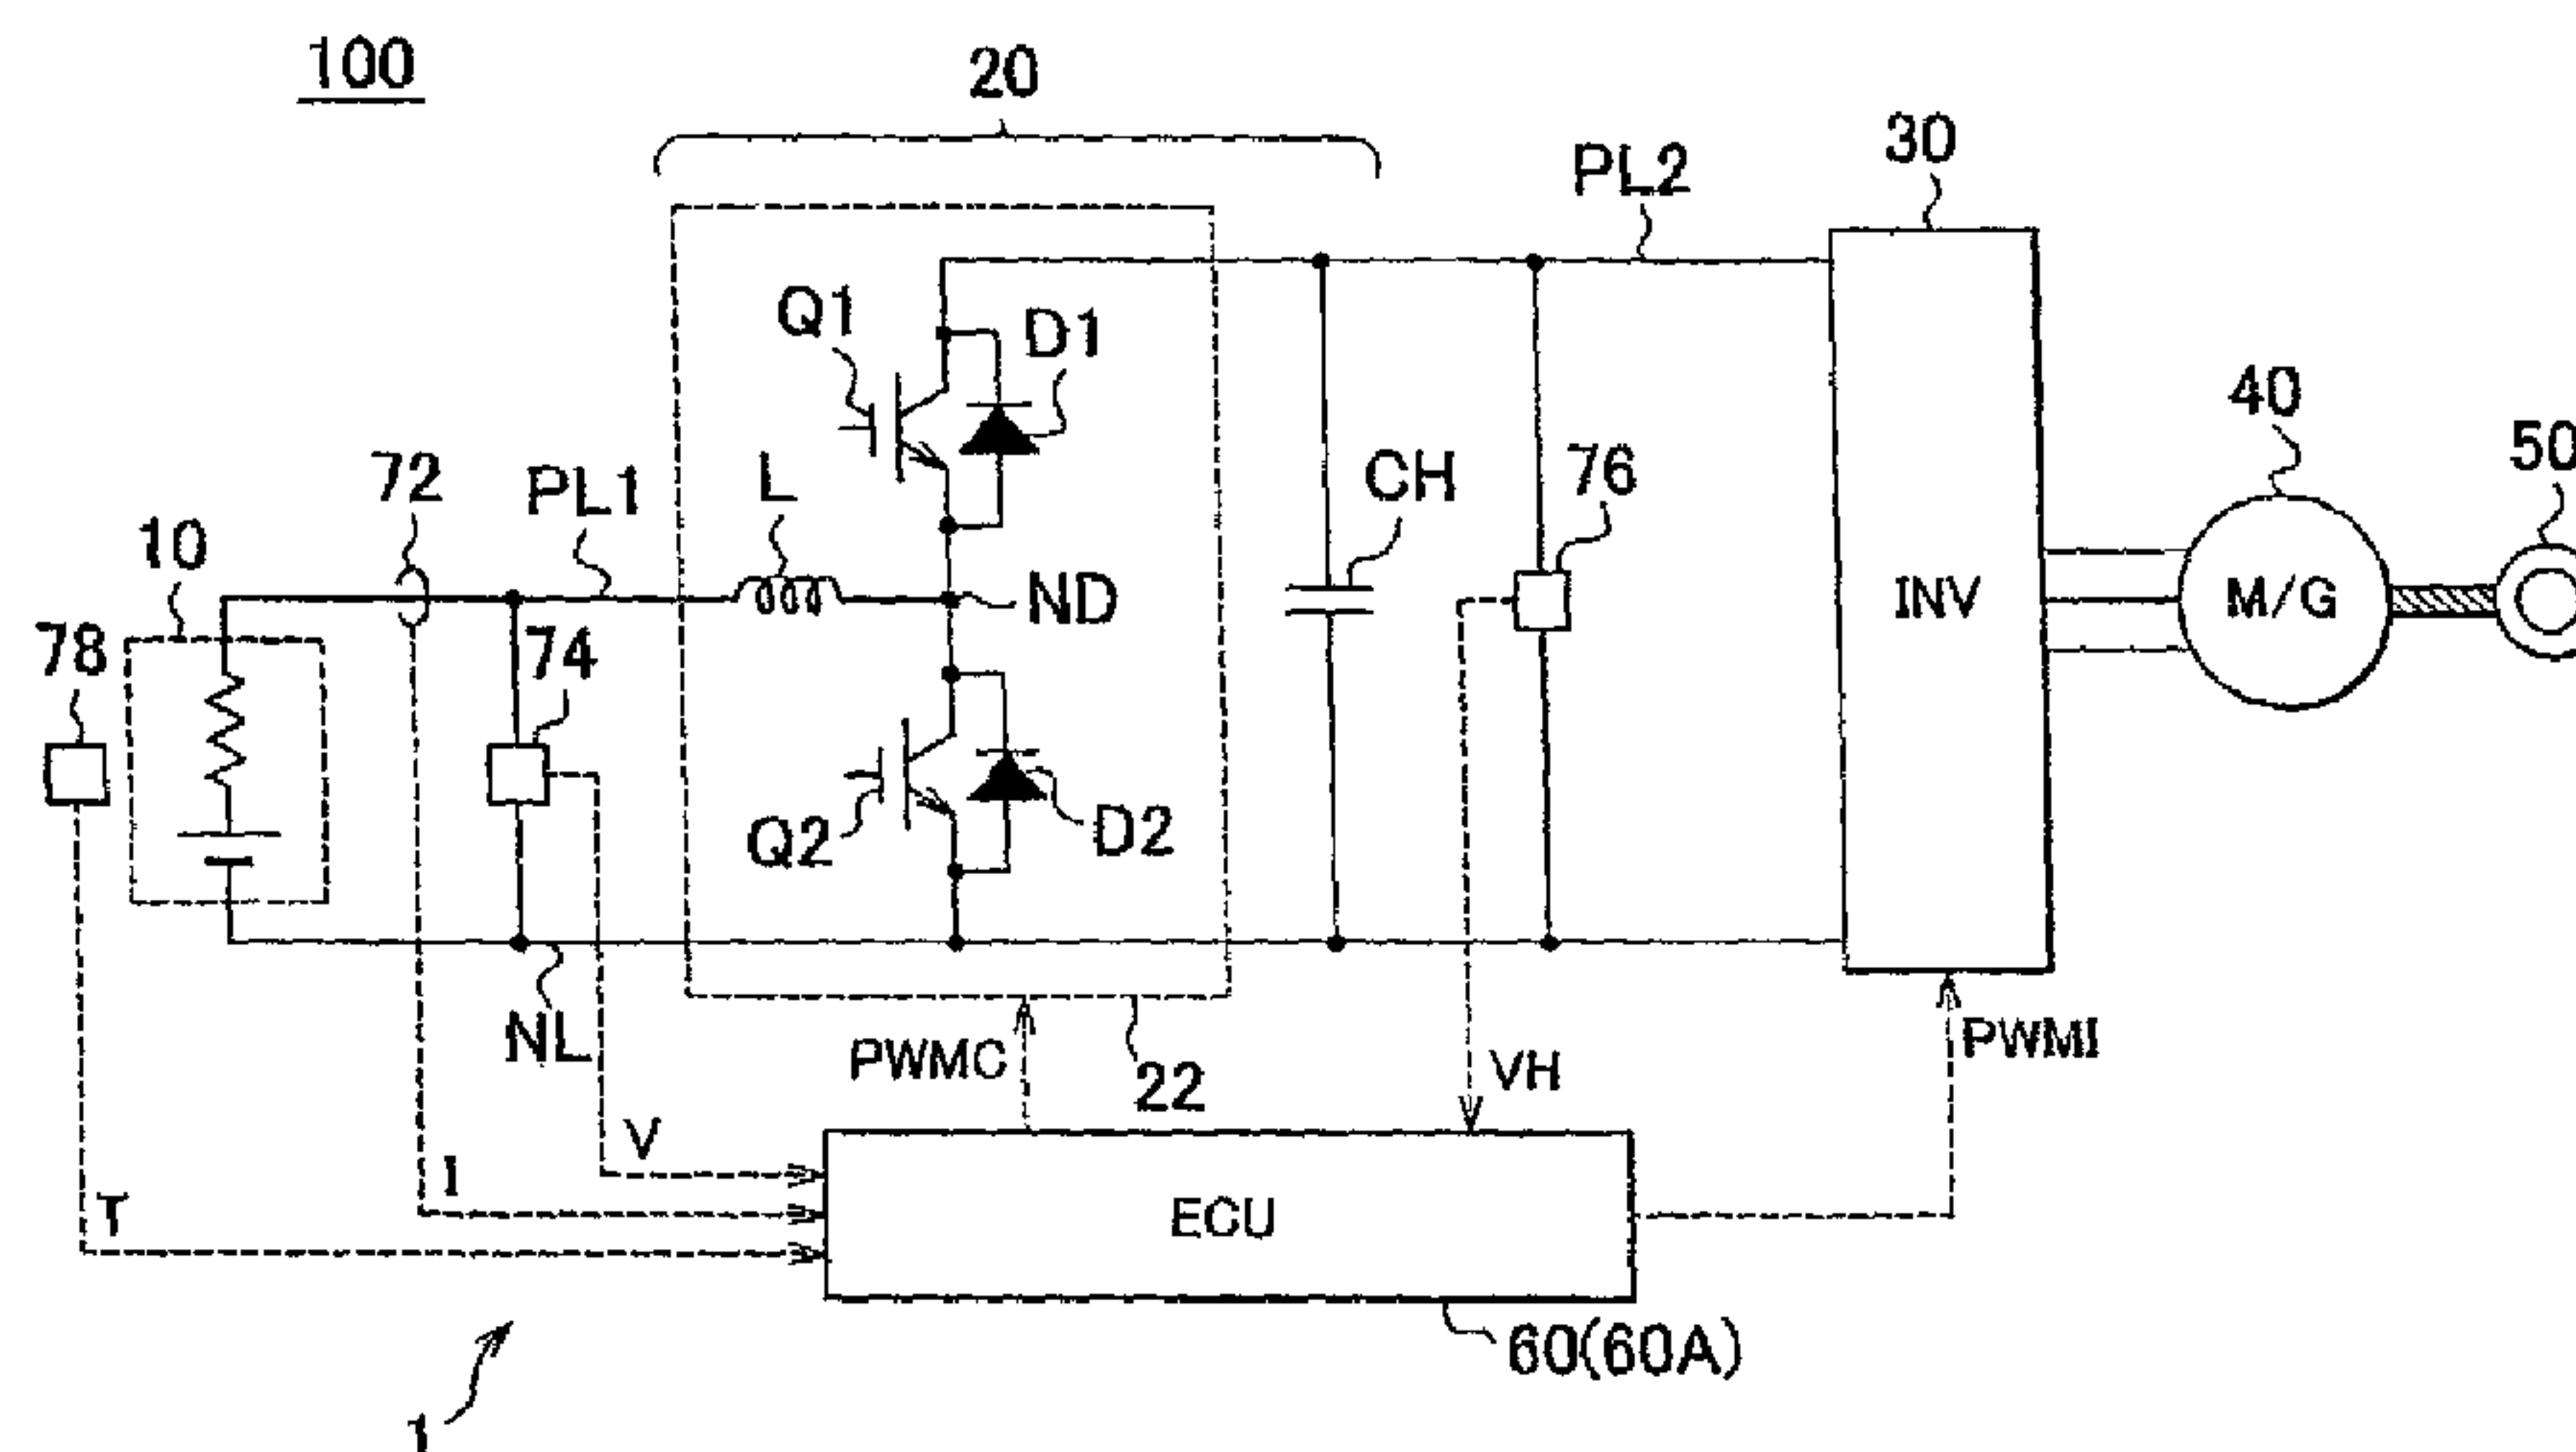 100
20
30
PL2
Q1
D1
40
50
72
PL1
L
CH
76
10
ND
INV
M/G
78
74
Q2
D2
NL
PWMC
22
VH
PWMI
V
I
T
ECU
60(60A)
1